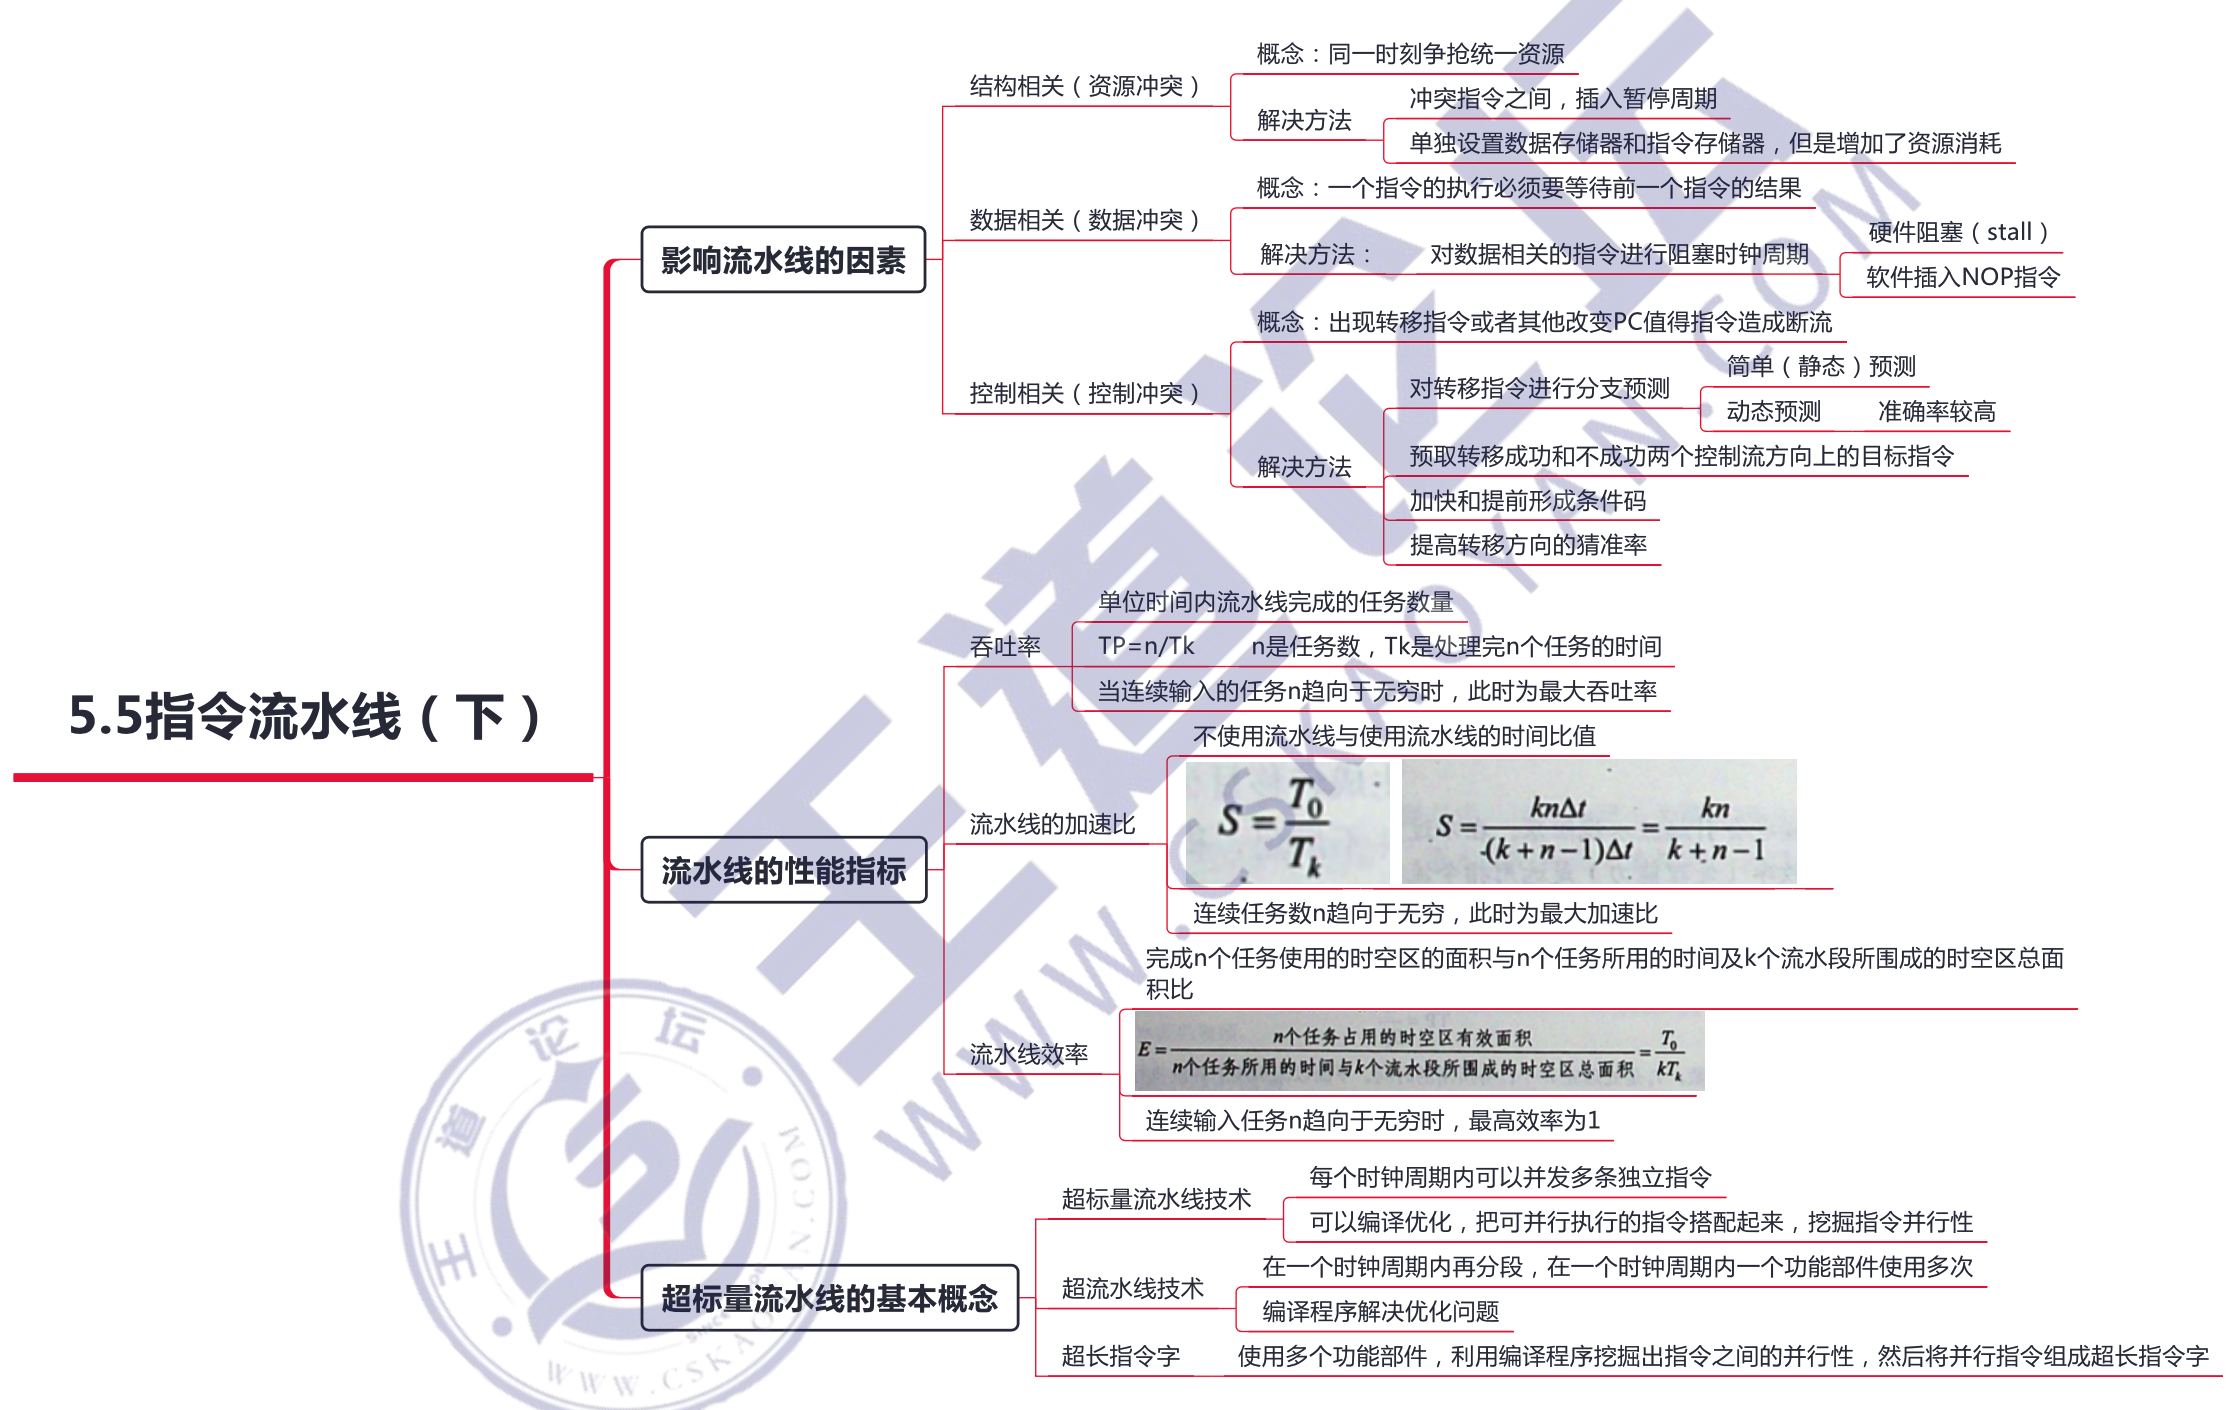 5.5指令流水线（下）
影响流水线的因素
结构相关（资源冲突）
概念：同一时刻争抢统一资源
解决方法
冲突指令之间，插入暂停周期
单独设置数据存储器和指令存储器，但是增加了资源消耗
数据相关（数据冲突）
概念：一个指令的执行必须要等待前一个指令的结果
解决方法：
对数据相关的指令进行阻塞时钟周期
硬件阻塞（stall）
软件插入NOP指令
控制相关（控制冲突）
概念：出现转移指令或者其他改变PC值得指令造成断流
解决方法
对转移指令进行分支预测
简单（静态）预测
动态预测
准确率较高
预取转移成功和不成功两个控制流方向上的目标指令
加快和提前形成条件码
提高转移方向的猜准率
流水线的性能指标
吞吐率
单位时间内流水线完成的任务数量
TP=n/Tk
n是任务数，Tk是处理完n个任务的时间
当连续输入的任务n趋向于无穷时，此时为最大吞吐率
流水线的加速比
不使用流水线与使用流水线的时间比值
S = T0 / Tk
S = knΔt / (k + n − 1)Δt = kn / k + n − 1
连续任务数n趋向于无穷，此时为最大加速比
流水线效率
完成n个任务使用的时空区的面积与n个任务所用的时间及k个流水段所围成的时空区总面
积比
E = n个任务占用的时空区有效面积 / n个任务所用的时间与k个流水段所围成的时空区总面积 = T0 / kTk
连续输入任务n趋向于无穷时，最高效率为1
超标量流水线的基本概念
超标量流水线技术
每个时钟周期内可以并发多条独立指令
可以编译优化，把可并行执行的指令搭配起来，挖掘指令并行性
超流水线技术
在一个时钟周期内再分段，在一个时钟周期内一个功能部件使用多次
编译程序解决优化问题
超长指令字
使用多个功能部件，利用编译程序挖掘出指令之间的并行性，然后将并行指令组成超长指令字
王道论坛
WWW.CSKAOYAN.COM
王道论坛
WWW.CSKAOYAN.COM